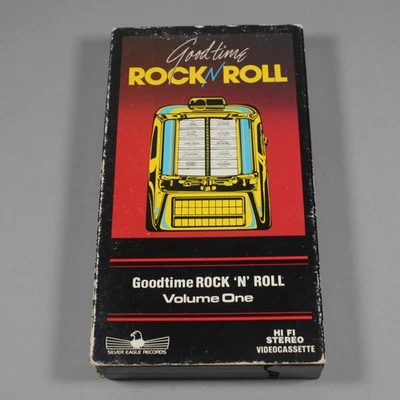 Goodtime
ROCK N ROLL
Goodtime ROCK 'N' ROLL
Volume One
SILVER EAGLE RECORDS
HI FI
STEREO
VIDEOCASSETTE